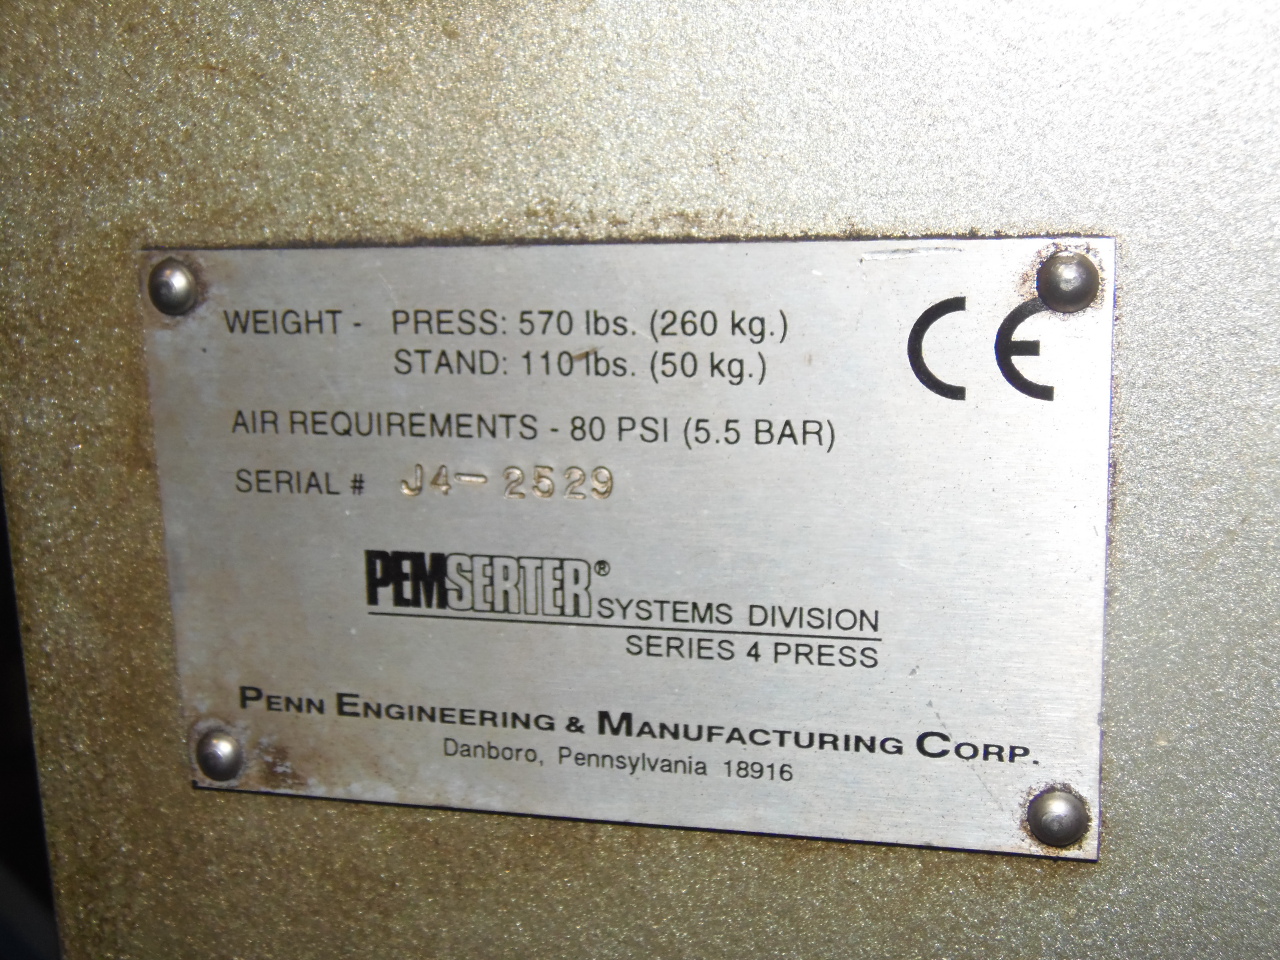 WEIGHT - PRESS: 570 lbs. (260 kg.)
STAND: 110 lbs. (50 kg.)
CE
AIR REQUIREMENTS - 80 PSI (5.5 BAR)
SERIAL # J4-2529
PEMSERTER® SYSTEMS DIVISION
SERIES 4 PRESS
PENN ENGINEERING & MANUFACTURING CORP.
Danboro, Pennsylvania 18916